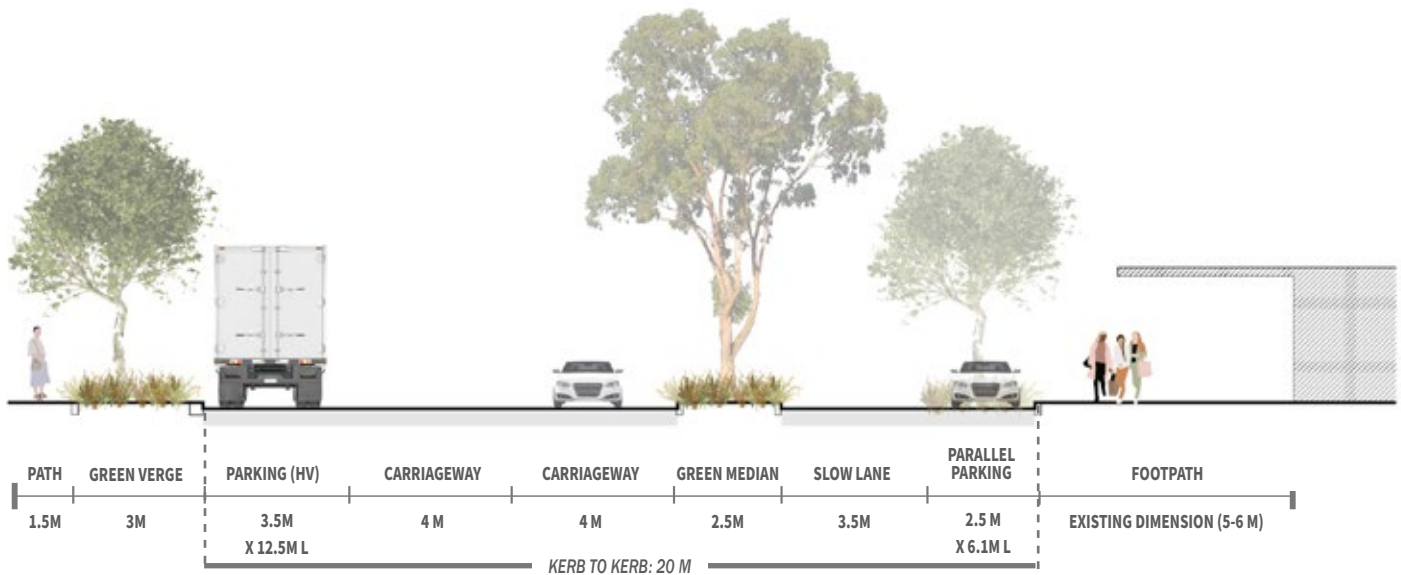 PATH
GREEN VERGE
PARKING (HV)
CARRIAGEWAY
CARRIAGEWAY
GREEN MEDIAN
SLOW LANE
PARALLEL
PARKING
FOOTPATH
1.5M
3M
3.5M
X 12.5M L
4 M
4 M
2.5M
3.5M
2.5 M
X 6.1M L
EXISTING DIMENSION (5-6 M)
KERB TO KERB: 20 M